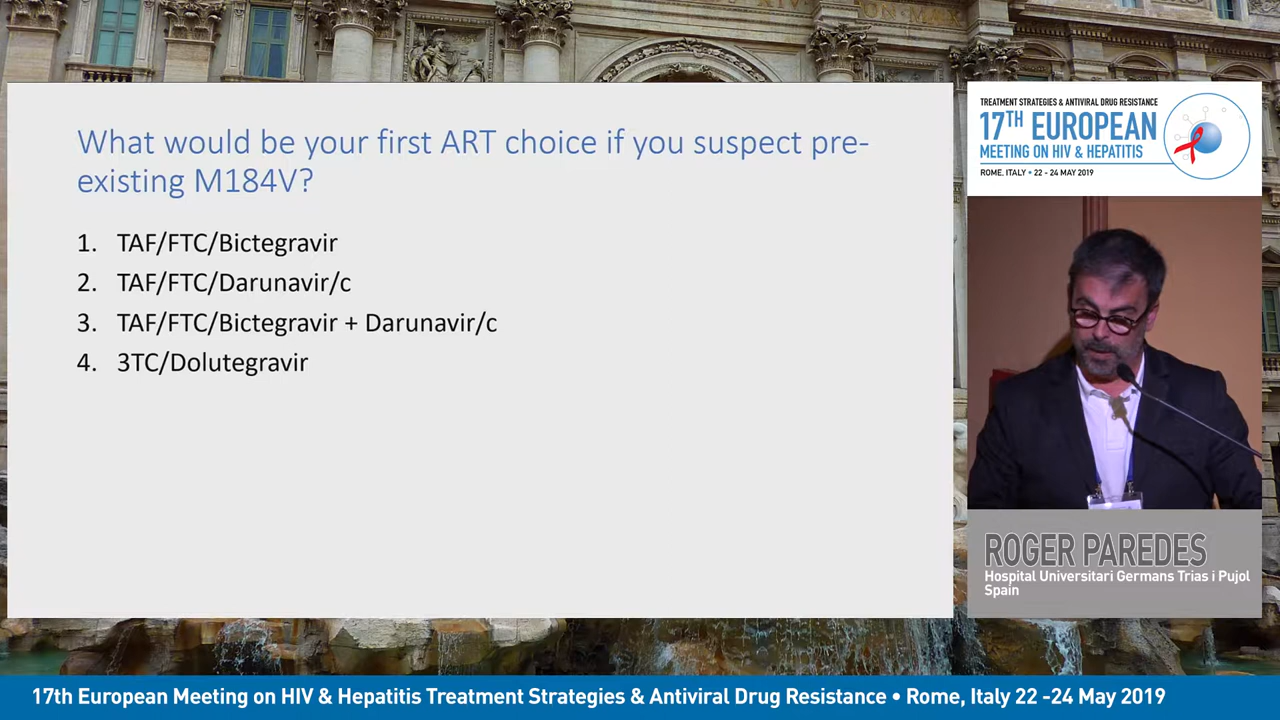 What would be your first ART choice if you suspect pre-
existing M184V?
1. TAF/FTC/Bictegravir
2. TAF/FTC/Darunavir/c
3. TAF/FTC/Bictegravir + Darunavir/c
4. 3TC/Dolutegravir
TREATMENT STRATEGIES & ANTIVIRAL DRUG RESISTANCE
17TH EUROPEAN
MEETING ON HIV & HEPATITIS
ROME, ITALY • 22 - 24 MAY 2019
ROGER PAREDES
Hospital Universitari Germans Trias i Pujol
Spain
17th European Meeting on HIV & Hepatitis Treatment Strategies & Antiviral Drug Resistance • Rome, Italy 22 -24 May 2019